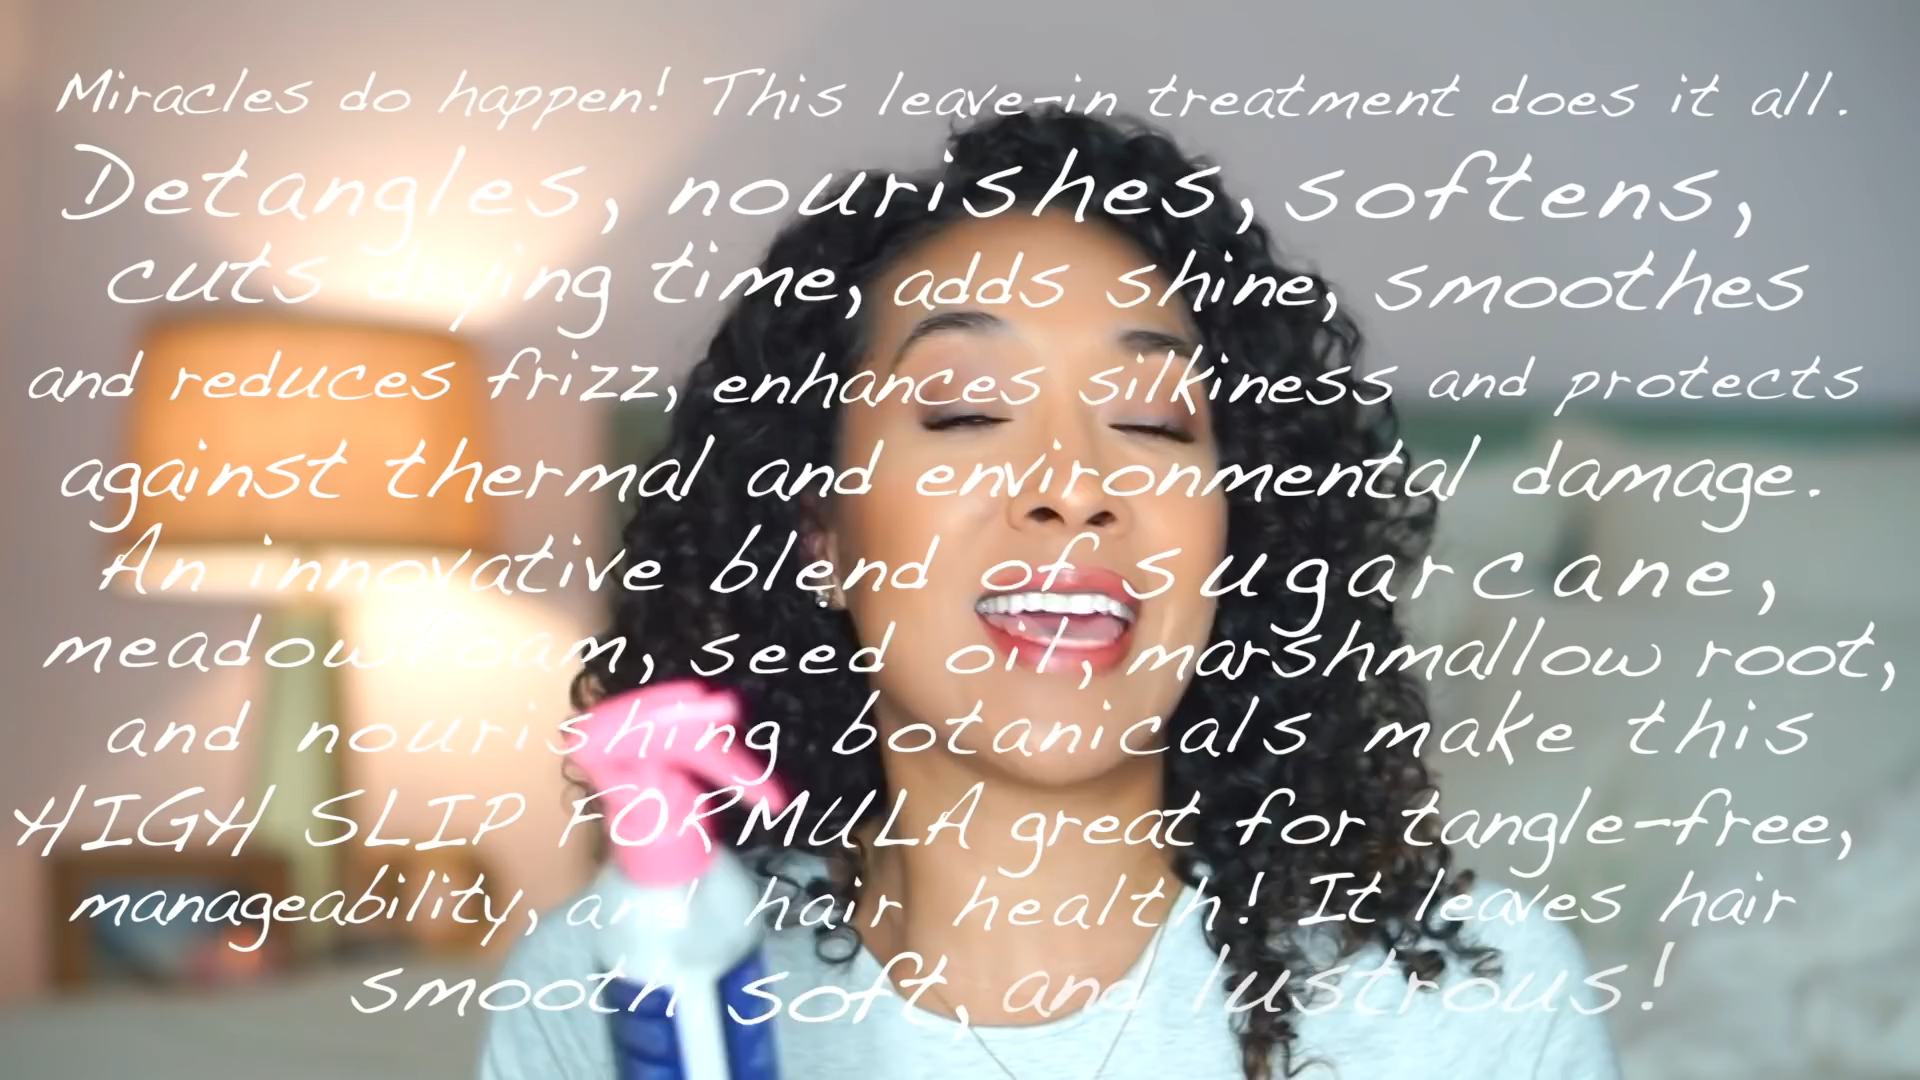 Miracles do happen! This leave-in treatment does it all.
Detangles, nourishes, softens,
cuts drying time, adds shine, smoothes
and reduces frizz, enhances silkiness and protects
against thermal and environmental damage.
An innovative blend of sugarcane,
meadowfoam, seed oil, marshmallow root,
and nourishing botanicals make this
HIGH SLIP FORMULA great for tangle-free,
manageability, and hair health! It leaves hair
smooth soft, and lustrous!